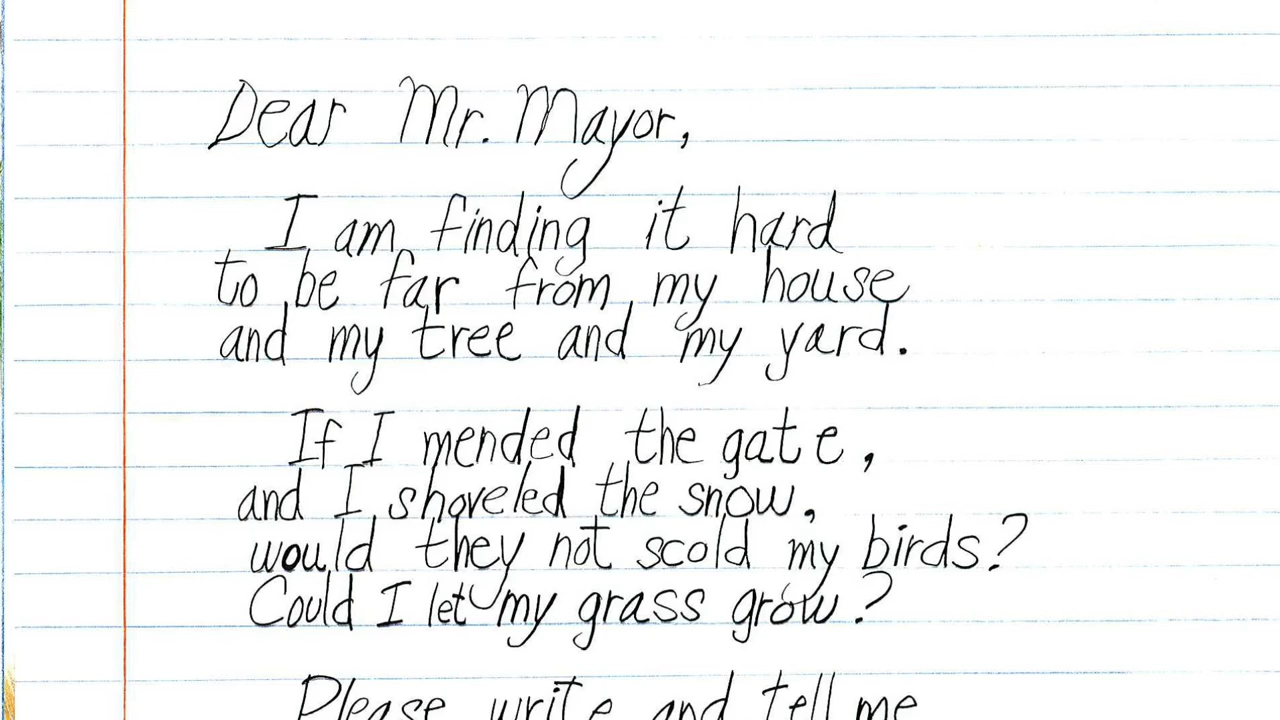 Dear Mr. Mayor,
I am finding it hard
to be far from my house
and my tree and my yard.
If I mended the gate,
and I shoveled the snow,
would they not scold my birds?
Could I let my grass grow?
Please write and tell me